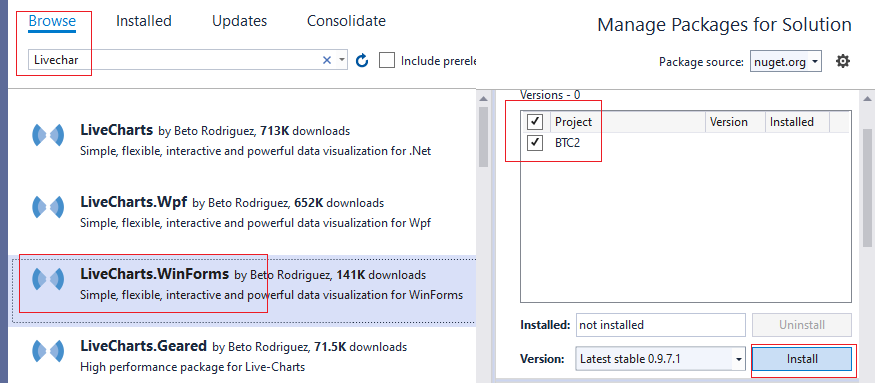 Browse Installed Updates Consolidate
Manage Packages for Solution
Livechar
Include prerele
Package source: nuget.org
LiveCharts by Beto Rodriguez, 713K downloads
Simple, flexible, interactive and powerful data visualization for .Net
LiveCharts.Wpf by Beto Rodriguez, 652K downloads
Simple, flexible, interactive and powerful data visualization for Wpf
LiveCharts.WinForms by Beto Rodriguez, 141K downloads
Simple, flexible, interactive and powerful data visualization for WinForms
LiveCharts.Geared by Beto Rodriguez, 71.5K downloads
High performance package for Live-Charts
Versions - 0
Project Version Installed
BTC2
Installed: not installed Uninstall
Version: Latest stable 0.9.7.1 Install